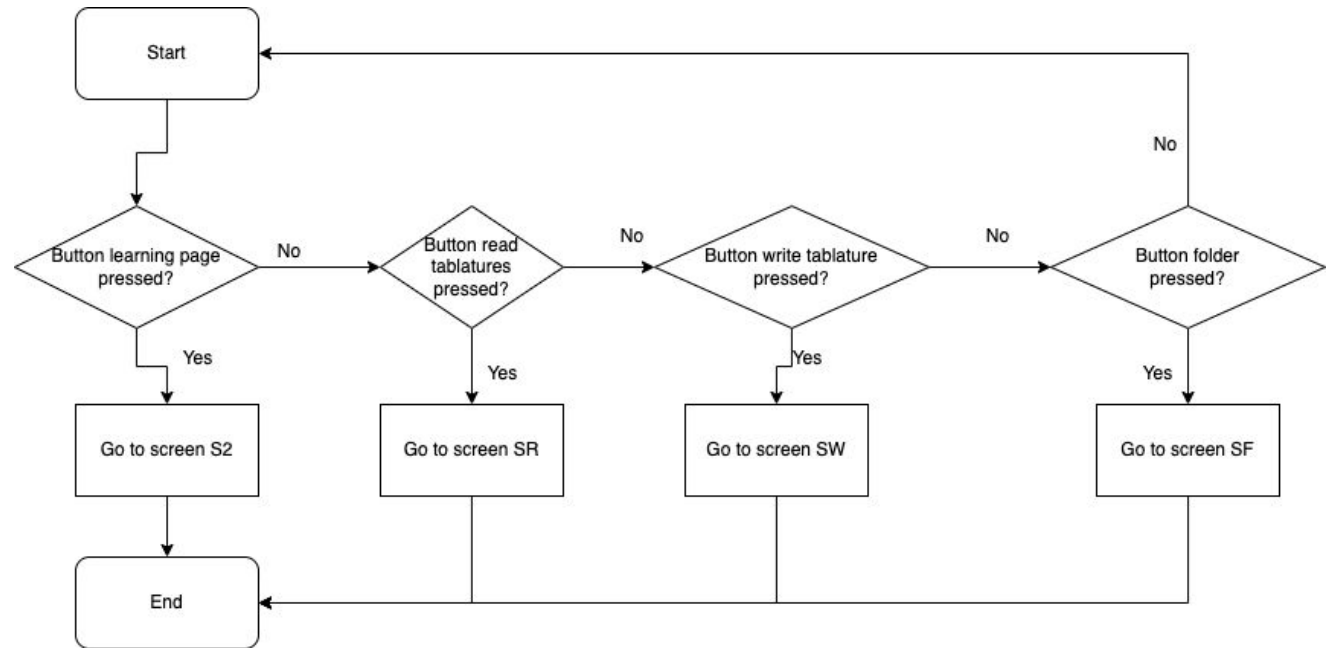 Start
No
Button learning page
pressed?
No
Button read
tablatures
pressed?
No
Button write tablature
pressed?
No
Button folder
pressed?
Yes
Yes
Yes
Yes
Go to screen S2
Go to screen SR
Go to screen SW
Go to screen SF
End